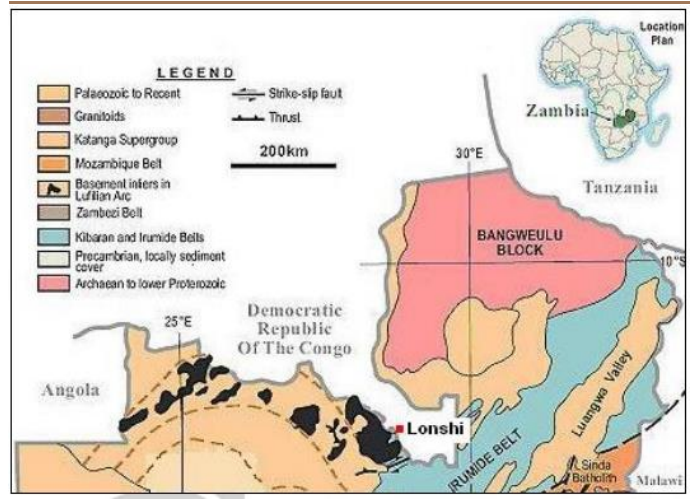 LEGEND
Palaeozoic to Recent
Granitoids
Katanga Supergroup
Mozambique Belt
Basement inliers in
Lufilian Arc
Zambezi Belt
Kibaran and Irumide Belts
Precambrian, locally sediment
cover
Archaean to lower Proterozoic
Strike-slip fault
Thrust
200km
Location
Plan
Zambia
30°E
Tanzania
BANGWEULU
BLOCK
10°S
Democratic
Republic
Of The Congo
25°E
Angola
Lonshi
Luangwa Valley
IRUMIDE BELT
Sinda
Batholith
Malawi